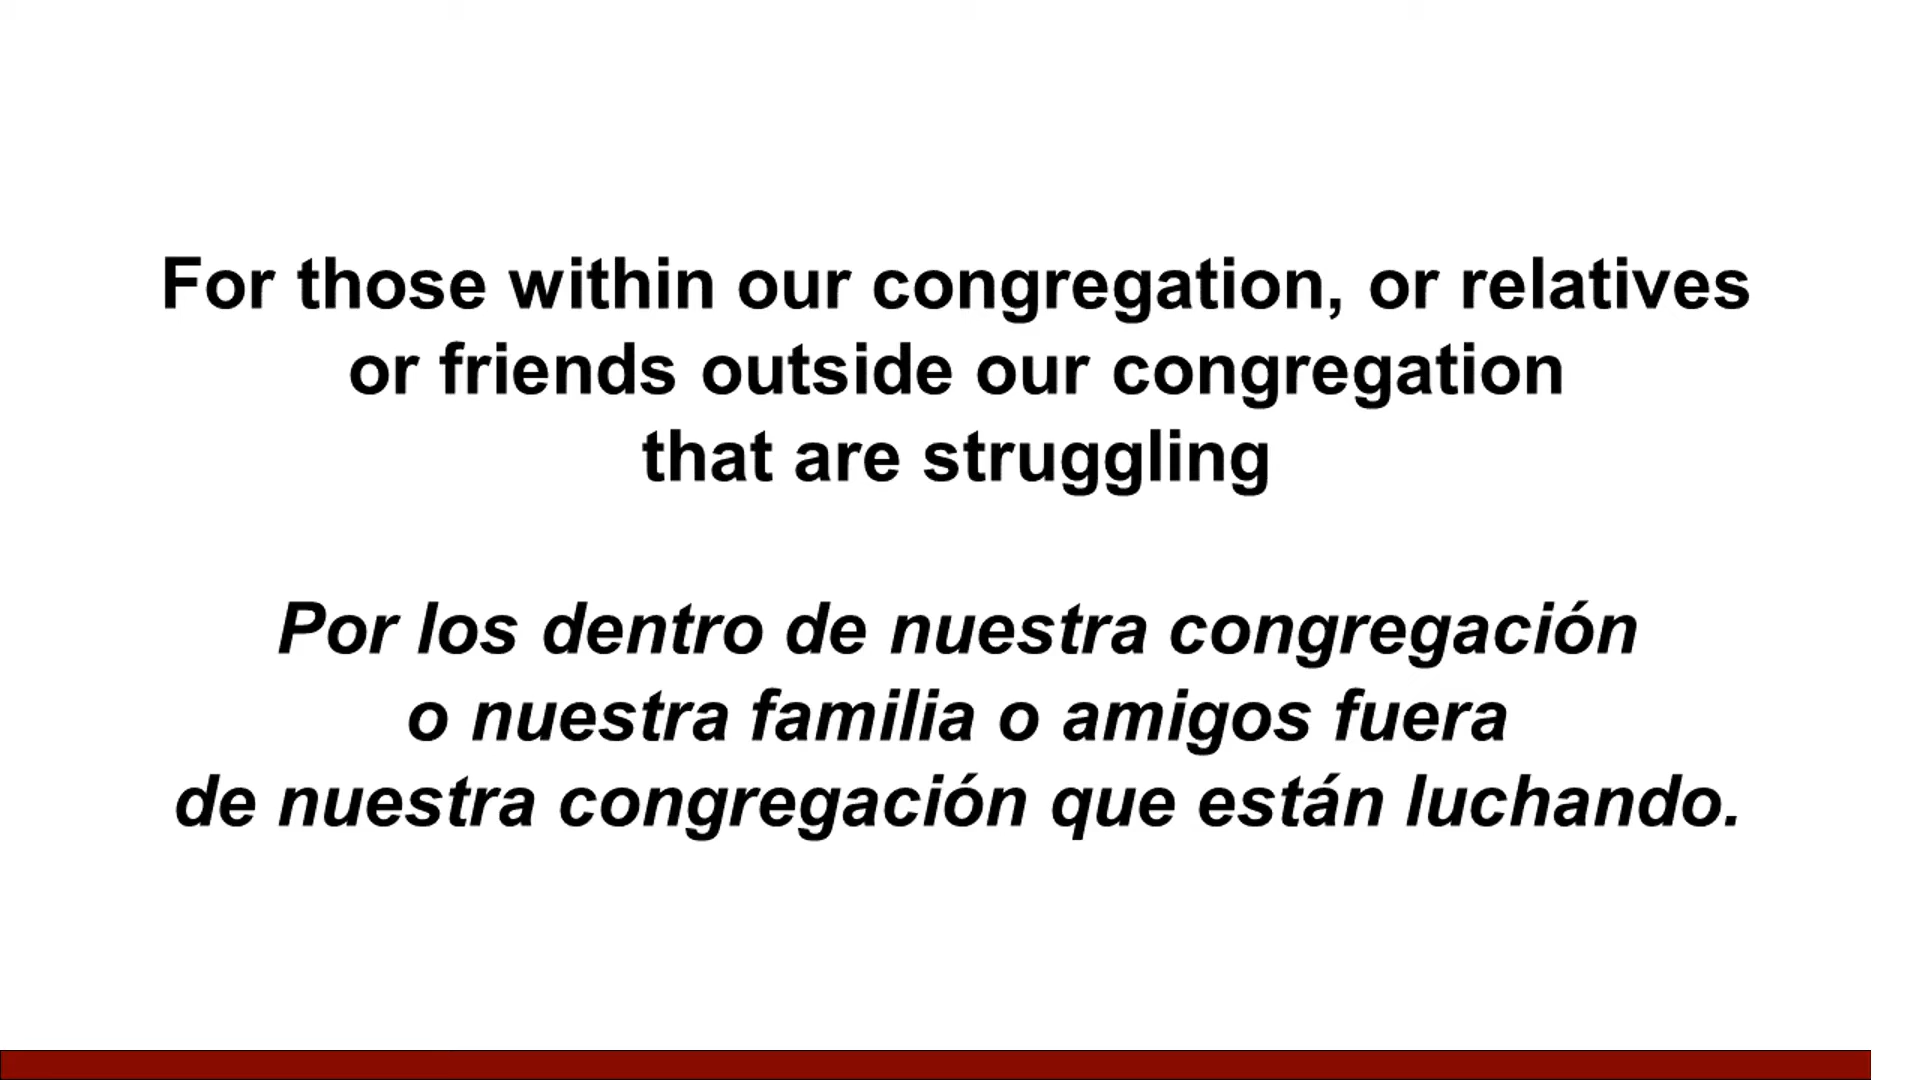 For those within our congregation, or relatives
or friends outside our congregation
that are struggling
Por los dentro de nuestra congregación
o nuestra familia o amigos fuera
de nuestra congregación que están luchando.